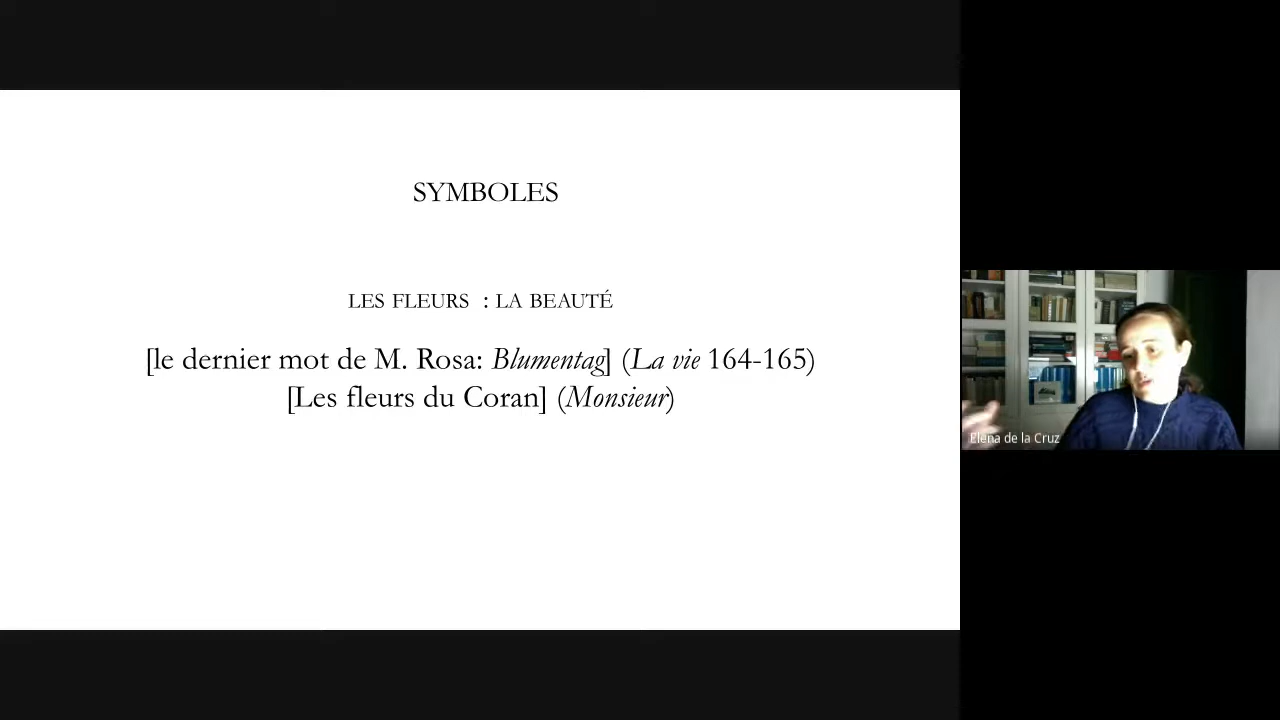 SYMBOLES
LES FLEURS : LA BEAUTÉ
[le dernier mot de M. Rosa: Blumentag] (La vie 164-165)
[Les fleurs du Coran] (Monsieur)
Elena de la Cruz